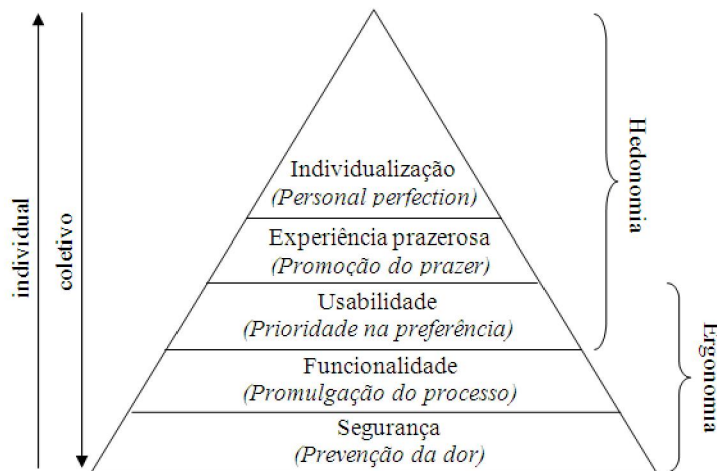 individual
coletivo
Individualização
(Personal perfection)
Experiência prazerosa
(Promoção do prazer)
Usabilidade
(Prioridade na preferência)
Funcionalidade
(Promulgação do processo)
Segurança
(Prevenção da dor)
Hedonomia
Ergonomia